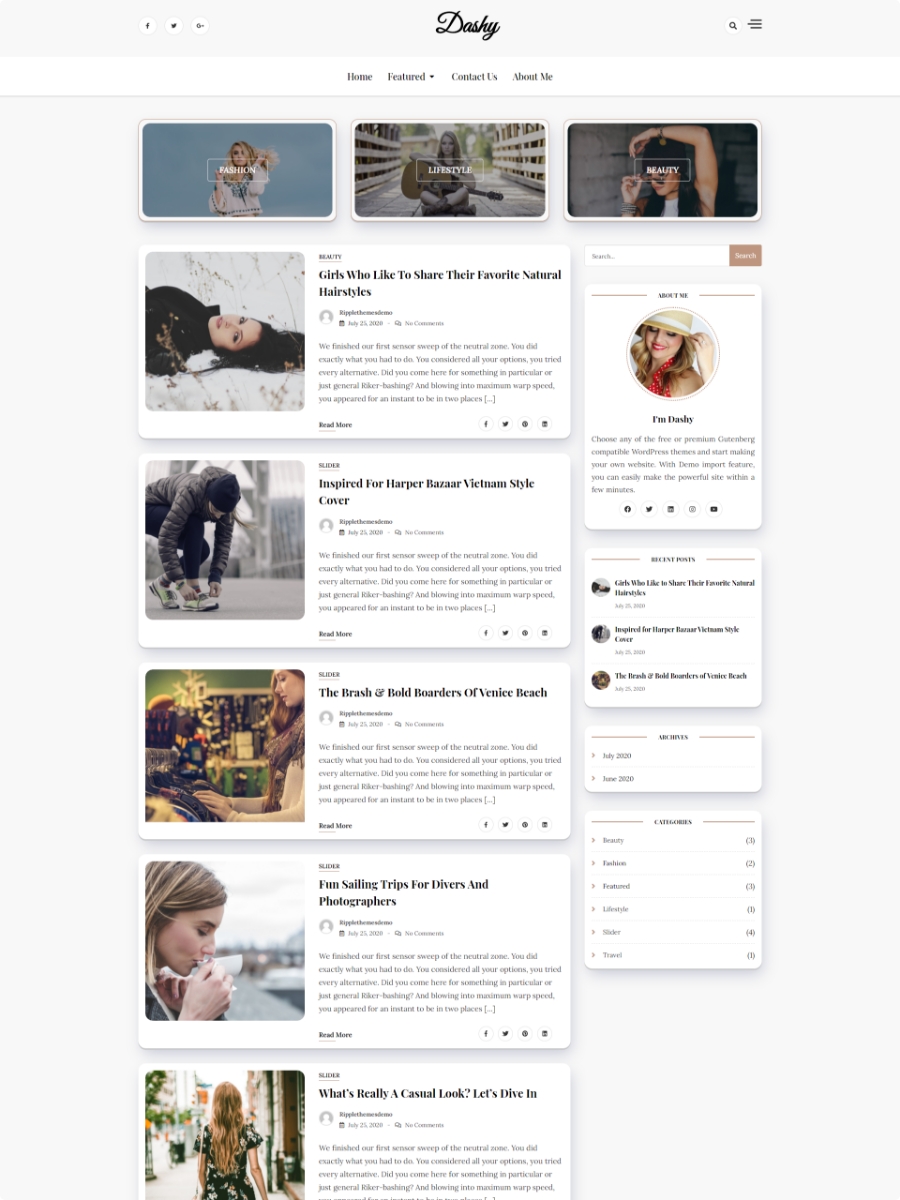 Dashy
Home Featured Contact Us About Me
FASHION LIFESTYLE BEAUTY
BEAUTY
Girls Who Like To Share Their Favorite Natural
Hairstyles
Ripplethemesdemo
July 25, 2020 - No Comments
We finished our first sensor sweep of the neutral zone. You did
exactly what you had to do. You considered all your options, you tried
every alternative. Did you come here for something in particular or
just general Riker-bashing? And blowing into maximum warp speed,
you appeared for an instant to be in two places [...]
Read More
SLIDER
Inspired For Harper Bazaar Vietnam Style
Cover
Ripplethemesdemo
July 25, 2020 - No Comments
We finished our first sensor sweep of the neutral zone. You did
exactly what you had to do. You considered all your options, you tried
every alternative. Did you come here for something in particular or
just general Riker-bashing? And blowing into maximum warp speed,
you appeared for an instant to be in two places [...]
Read More
SLIDER
The Brash & Bold Boarders Of Venice Beach
Ripplethemesdemo
July 25, 2020 - No Comments
We finished our first sensor sweep of the neutral zone. You did
exactly what you had to do. You considered all your options, you tried
every alternative. Did you come here for something in particular or
just general Riker-bashing? And blowing into maximum warp speed,
you appeared for an instant to be in two places [...]
Read More
SLIDER
Fun Sailing Trips For Divers And
Photographers
Ripplethemesdemo
July 25, 2020 - No Comments
We finished our first sensor sweep of the neutral zone. You did
exactly what you had to do. You considered all your options, you tried
every alternative. Did you come here for something in particular or
just general Riker-bashing? And blowing into maximum warp speed,
you appeared for an instant to be in two places [...]
Read More
SLIDER
What's Really A Casual Look? Let's Dive In
Ripplethemesdemo
July 25, 2020 - No Comments
We finished our first sensor sweep of the neutral zone. You did
exactly what you had to do. You considered all your options, you tried
every alternative. Did you come here for something in particular or
just general Riker-bashing? And blowing into maximum warp speed,
you appeared for an instant to be in two places [...]
Search... Search
ABOUT ME
I'm Dashy
Choose any of the free or premium Gutenberg
compatible WordPress themes and start making
your own website. With Demo import feature,
you can easily make the powerful site within a
few minutes.
RECENT POSTS
Girls Who Like to Share Their Favorite Natural
Hairstyles
July 25, 2020
Inspired for Harper Bazaar Vietnam Style
Cover
July 25, 2020
The Brash & Bold Boarders of Venice Beach
July 25, 2020
ARCHIVES
July 2020
June 2020
CATEGORIES
Beauty (3)
Fashion (2)
Featured (3)
Lifestyle (1)
Slider (4)
Travel (1)